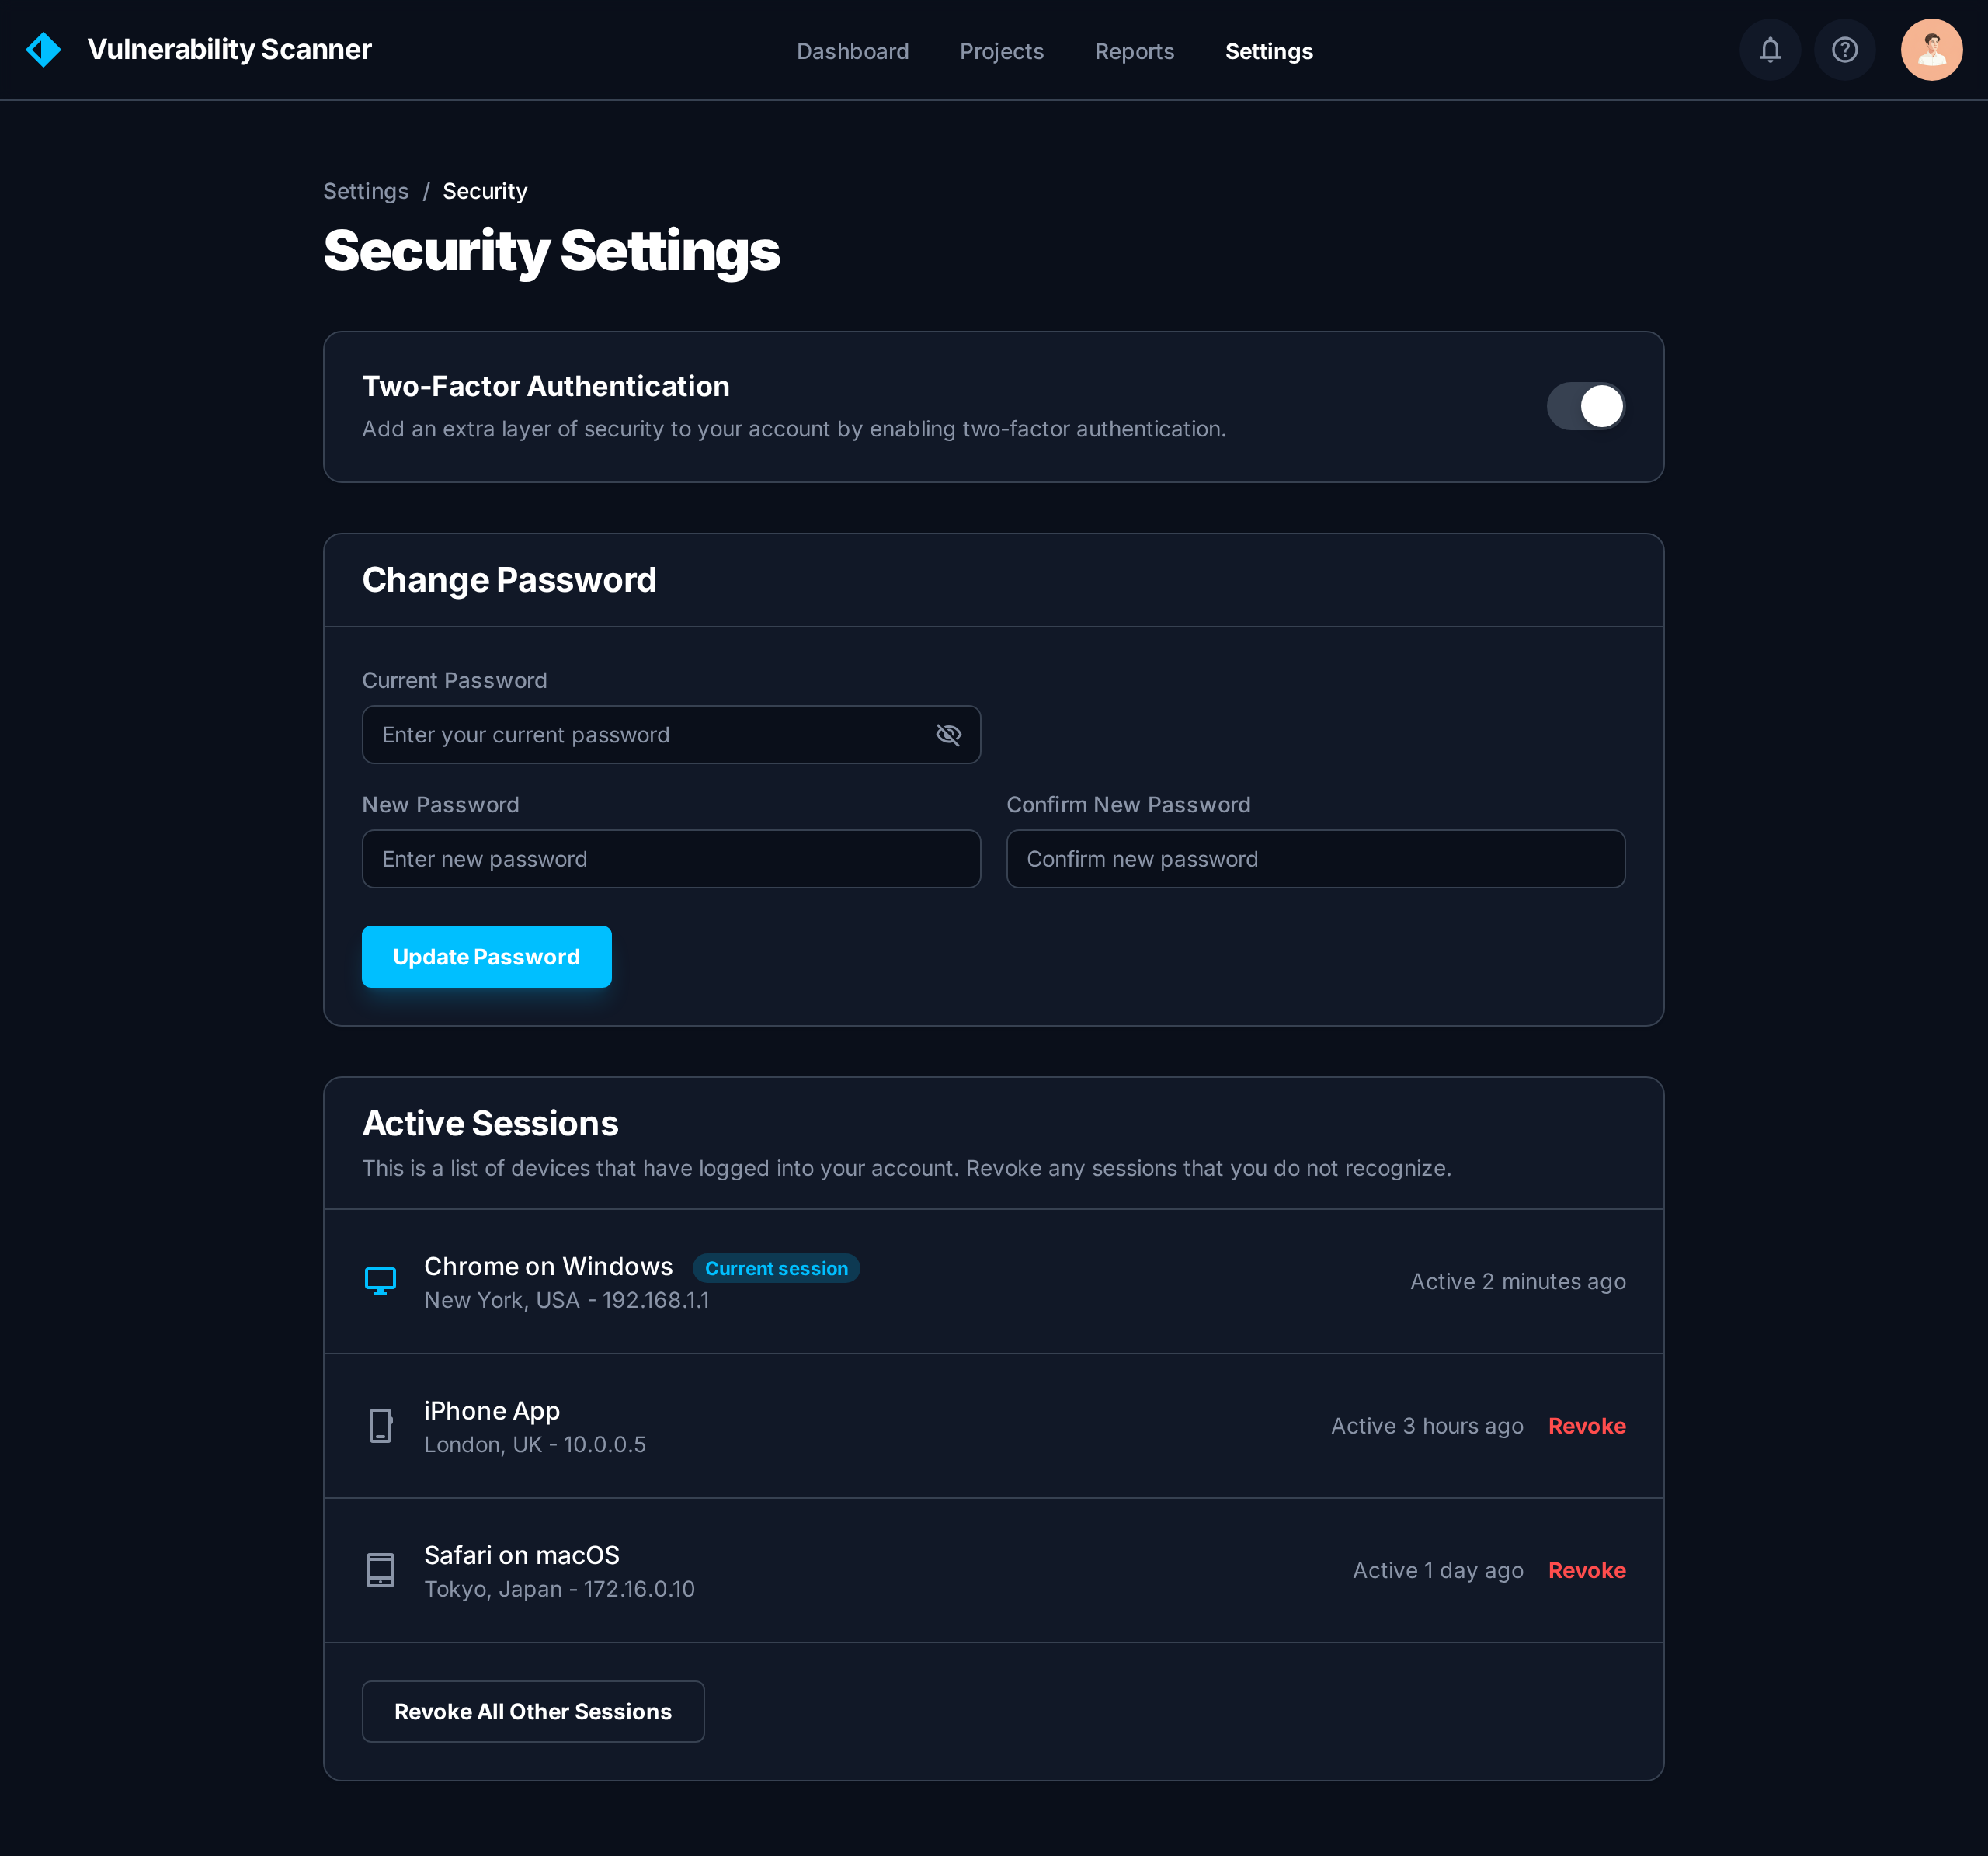 Vulnerability Scanner
Dashboard
Projects
Reports
Settings
Settings / Security
Security Settings
Two-Factor Authentication
Add an extra layer of security to your account by enabling two-factor authentication.
Change Password
Current Password
Enter your current password
New Password
Confirm New Password
Enter new password
Confirm new password
Update Password
Active Sessions
This is a list of devices that have logged into your account. Revoke any sessions that you do not recognize.
Chrome on Windows
Current session
New York, USA - 192.168.1.1
Active 2 minutes ago
iPhone App
London, UK - 10.0.0.5
Active 3 hours ago
Revoke
Safari on macOS
Tokyo, Japan - 172.16.0.10
Active 1 day ago
Revoke
Revoke All Other Sessions